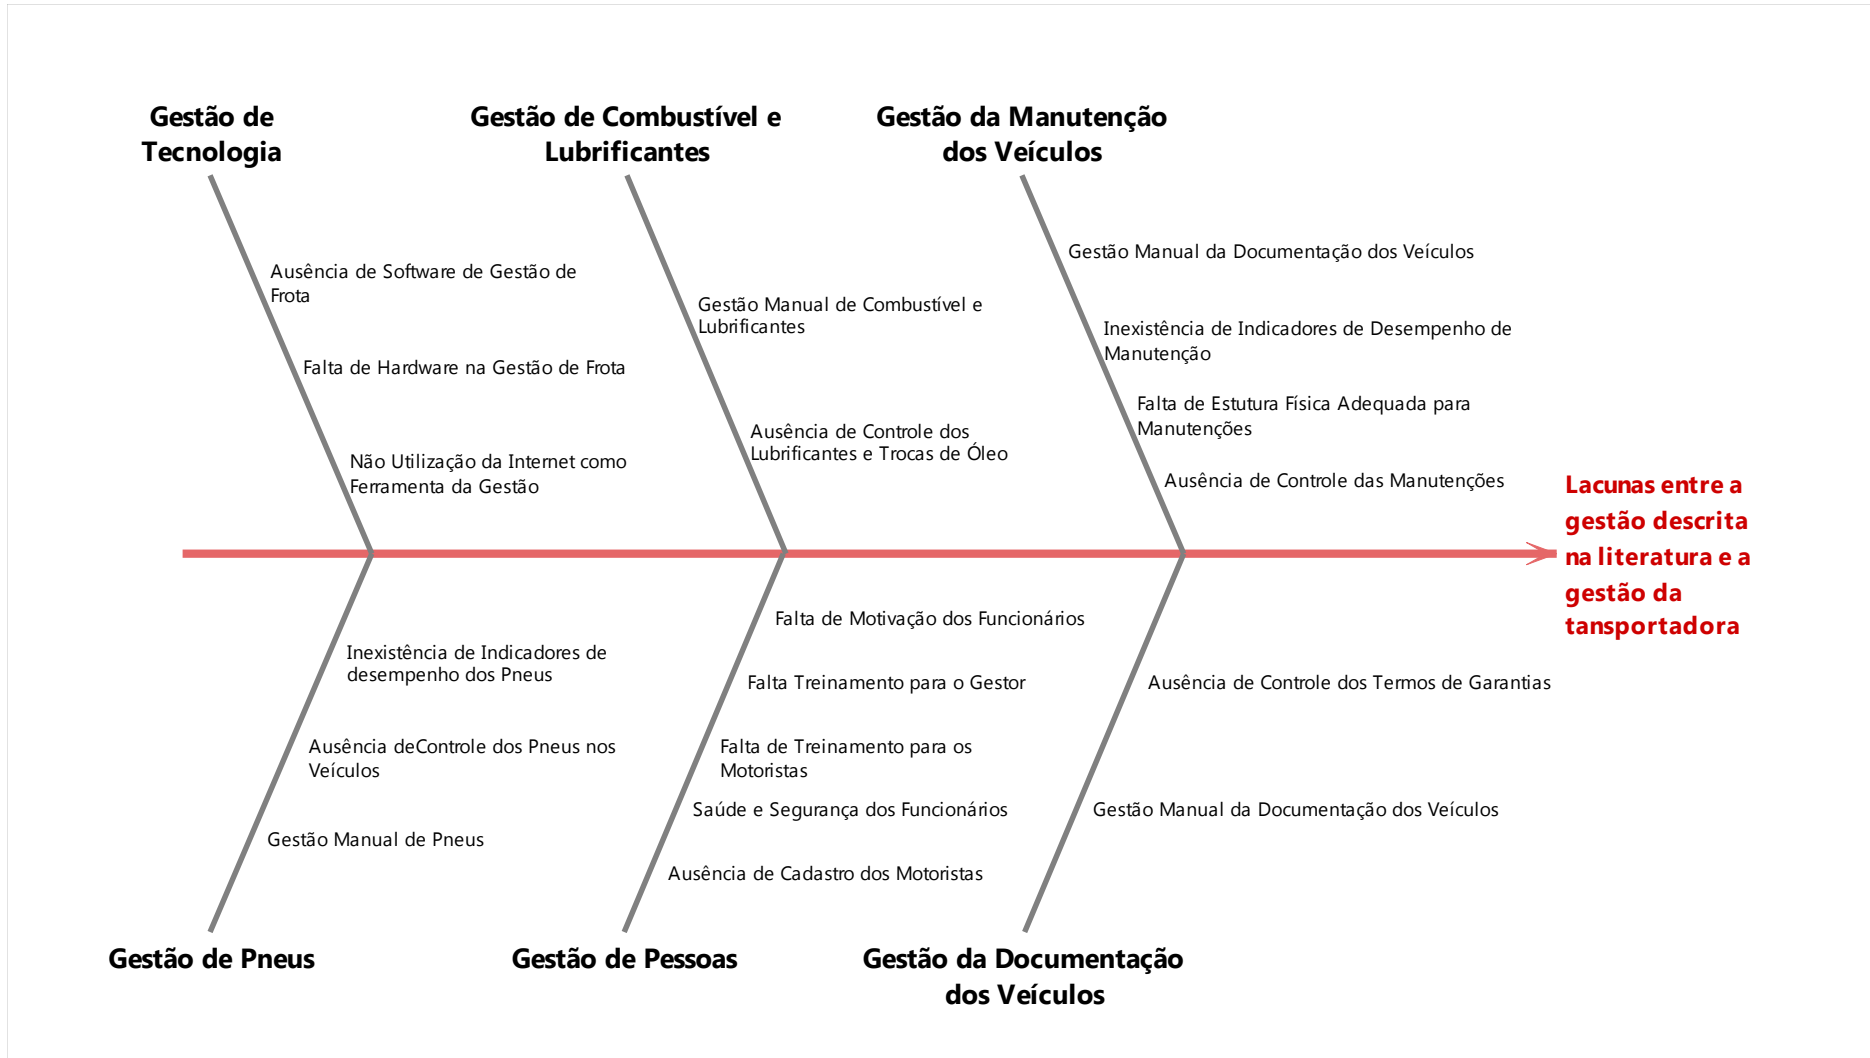 Gestão de
Tecnologia
Gestão de Combustível e
Lubrificantes
Gestão da Manutenção
dos Veículos
Ausência de Software de Gestão de
Frota
Falta de Hardware na Gestão de Frota
Não Utilização da Internet como
Ferramenta da Gestão
Gestão Manual de Combustível e
Lubrificantes
Ausência de Controle dos
Lubrificantes e Trocas de Óleo
Gestão Manual da Documentação dos Veículos
Inexistência de Indicadores de Desempenho de
Manutenção
Falta de Estutura Física Adequada para
Manutenções
Ausência de Controle das Manutenções
Lacunas entre a
gestão descrita
na literatura e a
gestão da
tansportadora
Inexistência de Indicadores de
desempenho dos Pneus
Ausência deControle dos Pneus nos
Veículos
Gestão Manual de Pneus
Falta de Motivação dos Funcionários
Falta Treinamento para o Gestor
Falta de Treinamento para os
Motoristas
Saúde e Segurança dos Funcionários
Ausência de Cadastro dos Motoristas
Ausência de Controle dos Termos de Garantias
Gestão Manual da Documentação dos Veículos
Gestão de Pneus
Gestão de Pessoas
Gestão da Documentação
dos Veículos